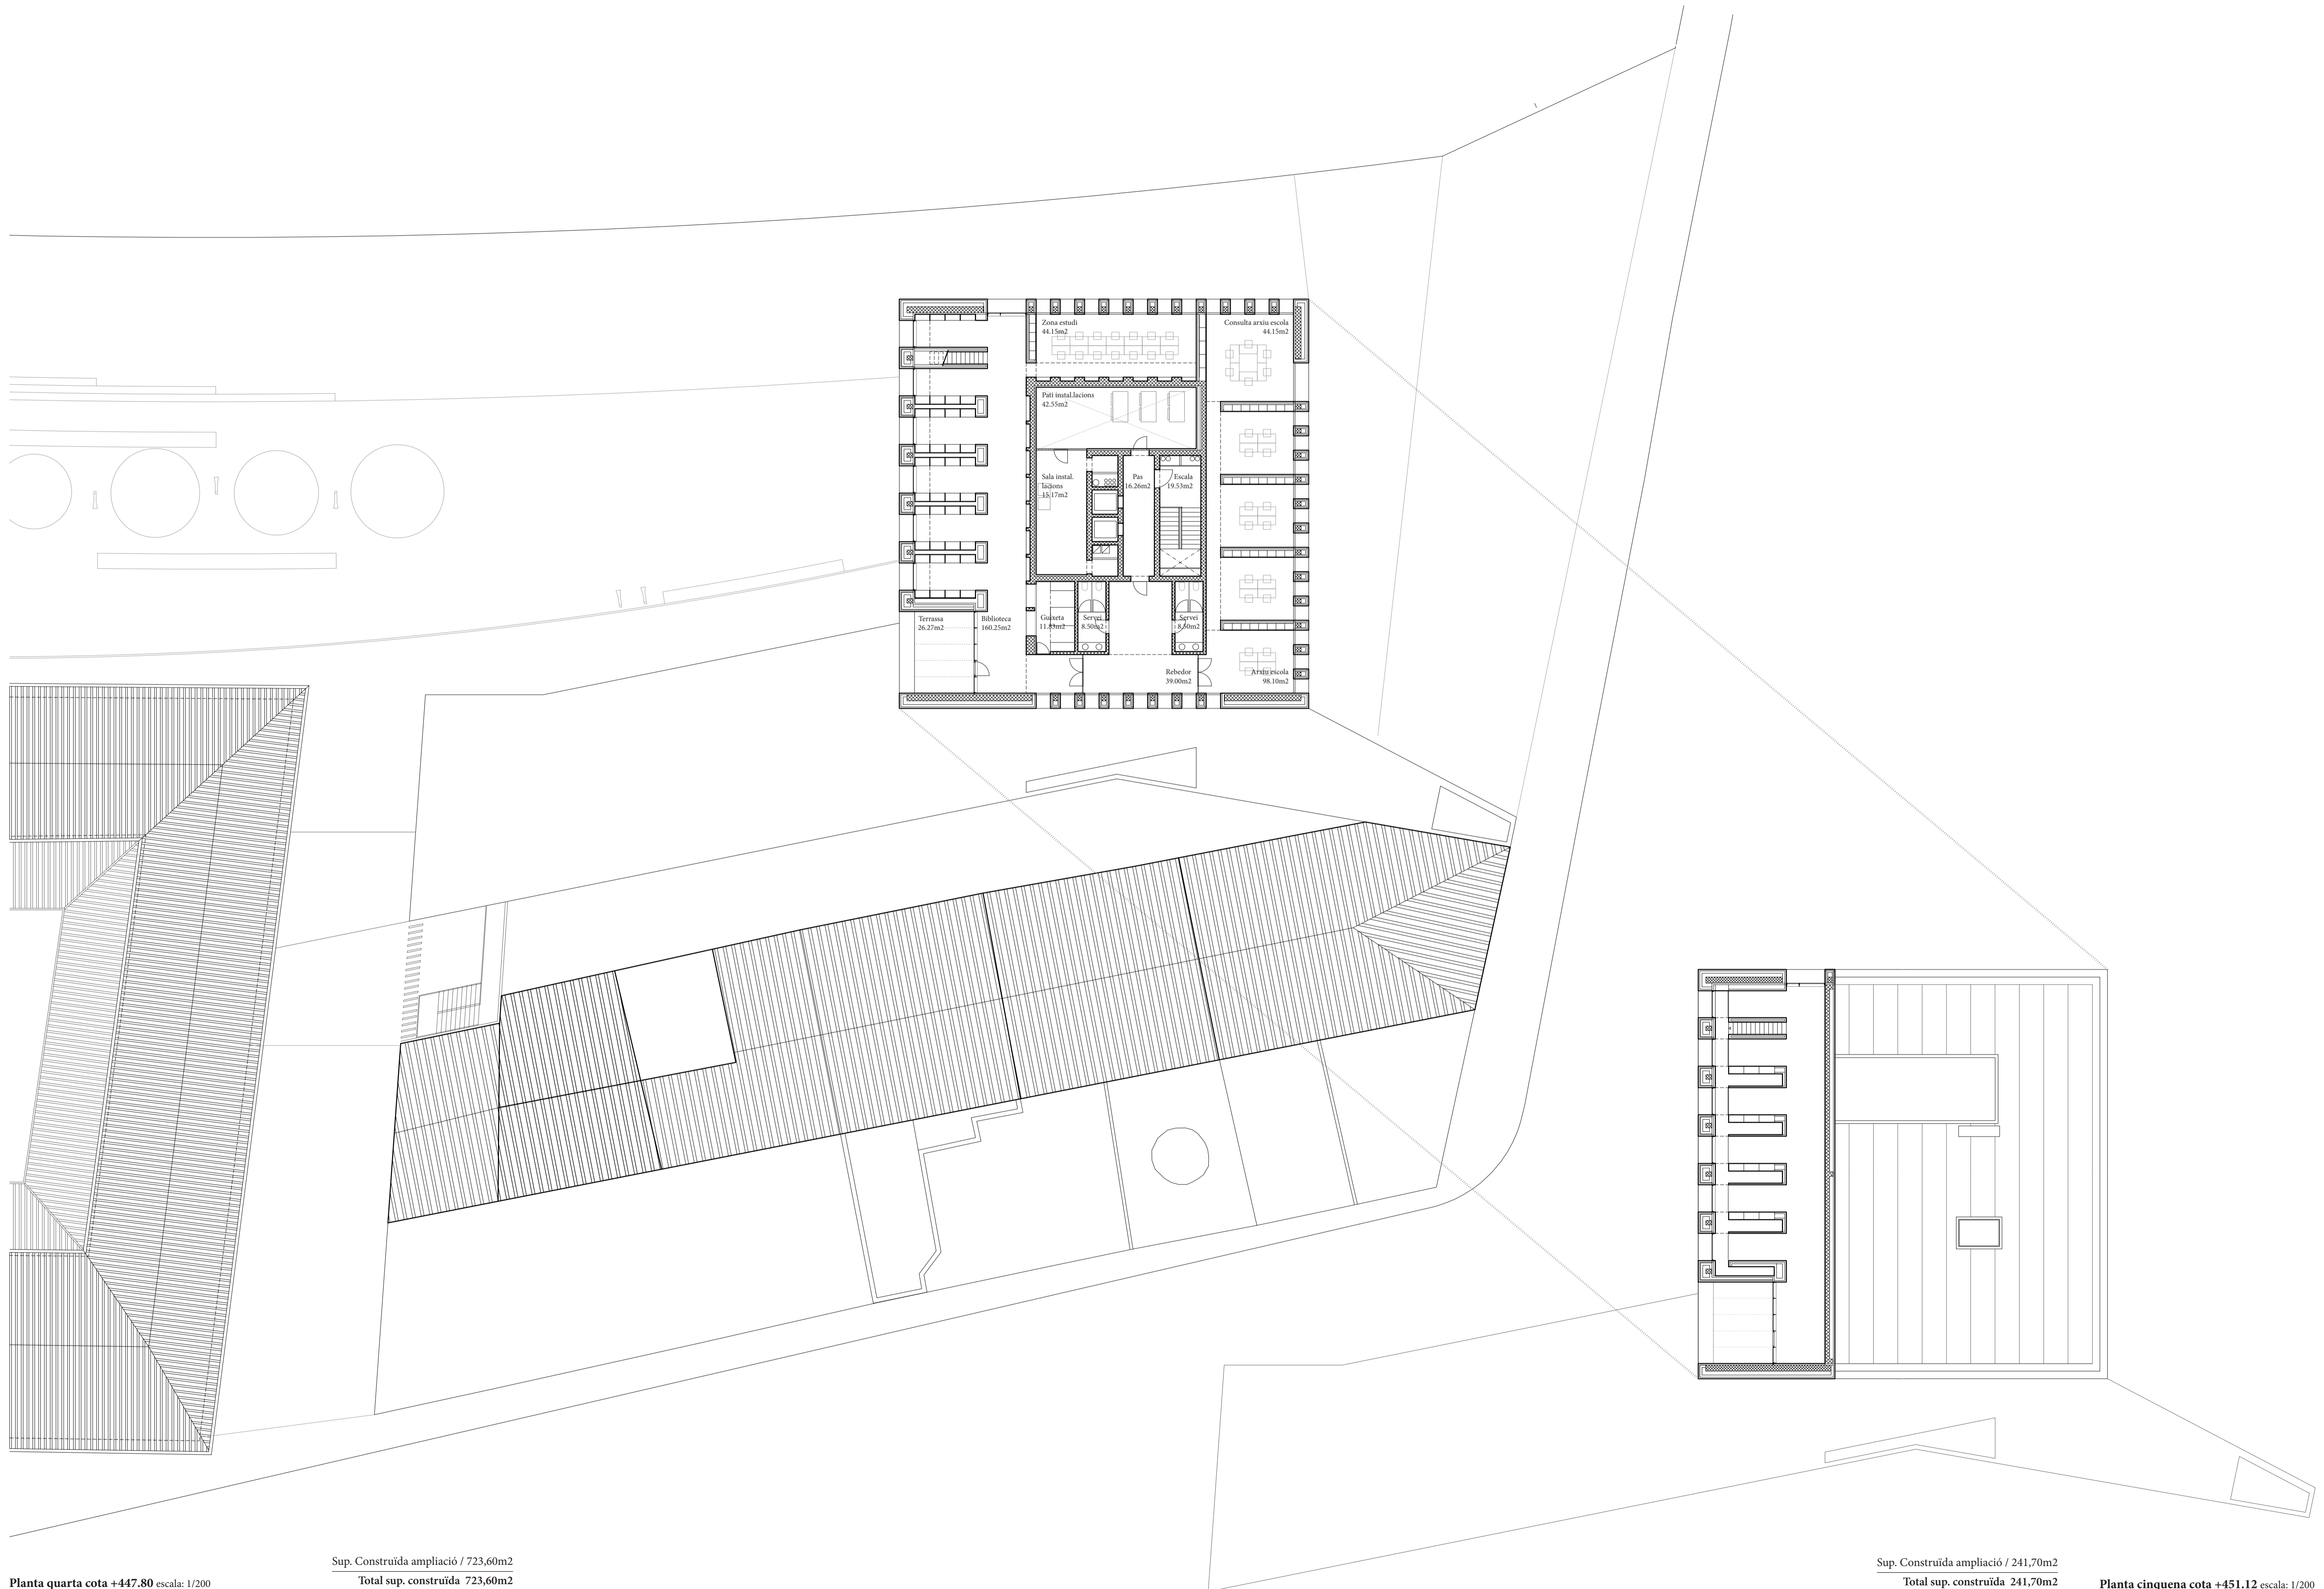 Zona estudi
44.15m2
Consulta arxiu escola
44.15m2
Pati instal.lacions
42.55m2
Sala instal.
lacions
15.17m2
Pas
16.26m2
Escala
19.53m2
Terrassa
26.27m2
Biblioteca
160.25m2
Guixeta
Servei
8.50m2
Servei
8.50m2
Rebedor
39.00m2
Arxiu escola
98.10m2
Sup. Construïda ampliació / 723,60m2
Total sup. construïda 723,60m2
Planta quarta cota +447.80 escala: 1/200
Sup. Construïda ampliació / 241,70m2
Total sup. construïda 241,70m2
Planta cinquena cota +451.12 escala: 1/200